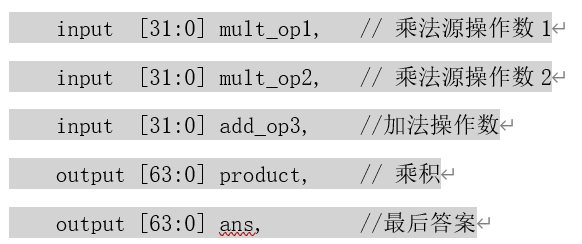 input  [31:0] mult_op1,   // 乘法源操作数 1
input  [31:0] mult_op2,   // 乘法源操作数 2
input  [31:0] add_op3,    //加法操作数
output [63:0] product,    // 乘积
output [63:0] ans,        //最后答案